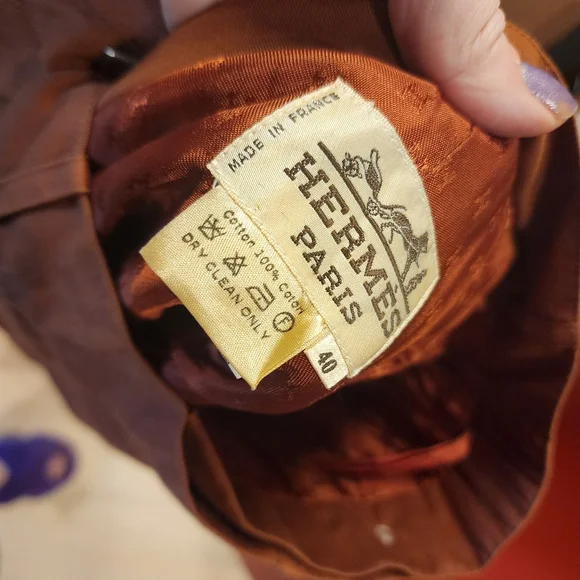 MADE IN FRANCE
HERMÈS
PARIS
40
Cotton 100% Coton
DRY CLEAN ONLY
F